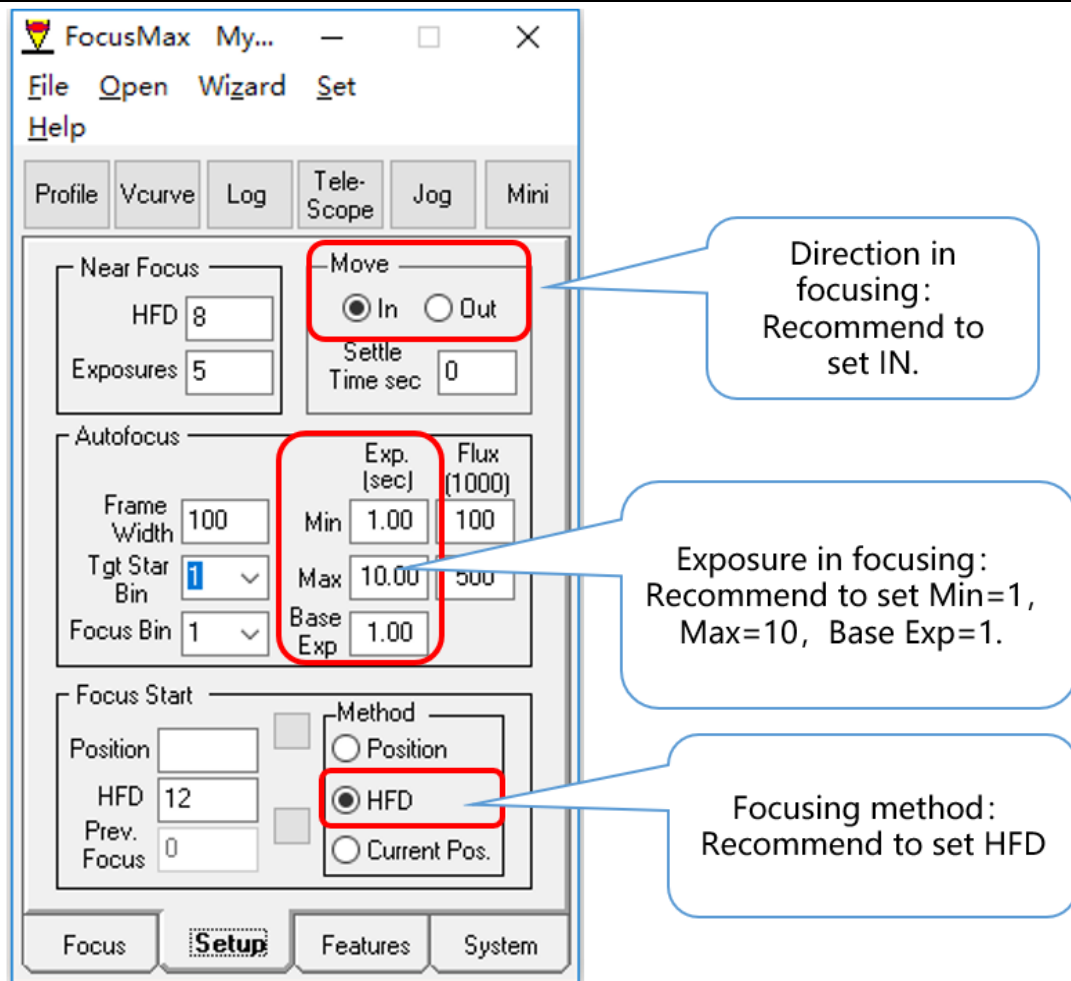 FocusMax My...
File Open Wizard Set
Help
Profile Vcurve Log Tele-Scope Jog Mini
Near Focus
HFD 8
Exposures 5
Move
In Out
Settle
Time sec 0
Direction in
focusing:
Recommend to
set IN.
Autofocus
Exp. Flux
(sec) (1000)
Frame
Width 100
Min 1.00 100
Tgt Star
Bin 1
Max 10.00 500
Focus Bin 1
Base
Exp 1.00
Exposure in focusing:
Recommend to set Min=1,
Max=10, Base Exp=1.
Focus Start
Position
HFD 12
Prev.
Focus 0
Method
Position
HFD
Current Pos.
Focusing method:
Recommend to set HFD
Focus Setup Features System